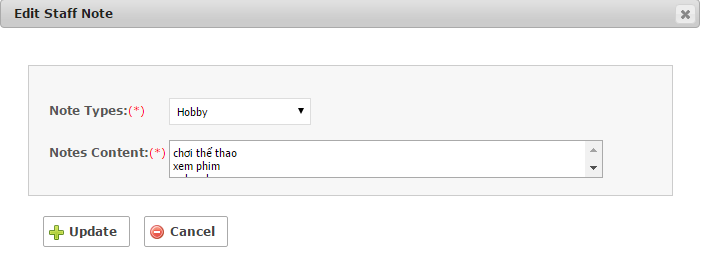 Edit Staff Note
Note Types:(*)
Hobby
Notes Content:(*)
chơi thể thao
xem phim
Update
Cancel